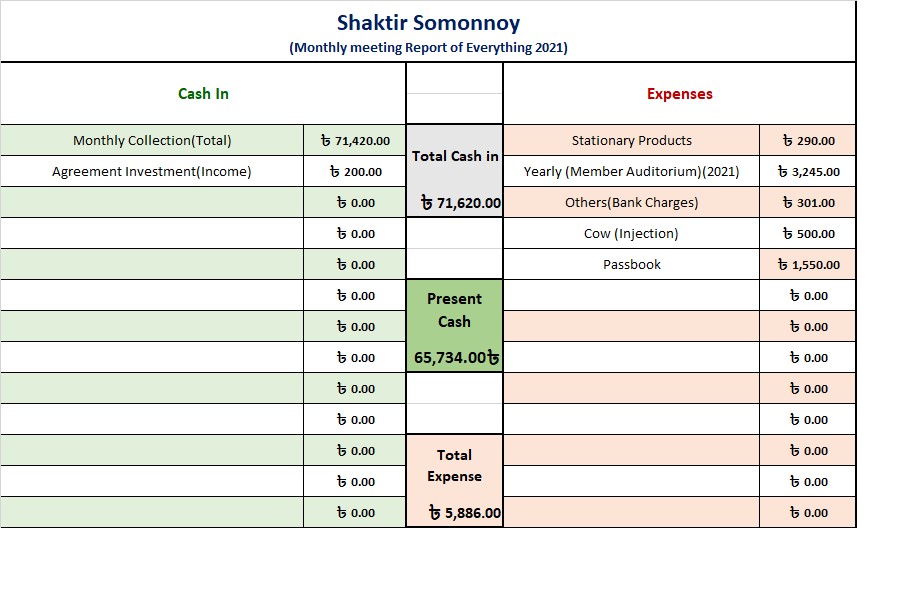 Shaktir Somonnoy
(Monthly meeting Report of Everything 2021)
Cash In
Expenses
Monthly Collection(Total) ৳ 71,420.00
Agreement Investment(Income) ৳ 200.00
৳ 0.00
৳ 0.00
৳ 0.00
৳ 0.00
৳ 0.00
৳ 0.00
৳ 0.00
৳ 0.00
৳ 0.00
৳ 0.00
৳ 0.00
Total Cash in
৳ 71,620.00
Present
Cash
65,734.00৳
Total
Expense
৳ 5,886.00
Stationary Products ৳ 290.00
Yearly (Member Auditorium)(2021) ৳ 3,245.00
Others(Bank Charges) ৳ 301.00
Cow (Injection) ৳ 500.00
Passbook ৳ 1,550.00
৳ 0.00
৳ 0.00
৳ 0.00
৳ 0.00
৳ 0.00
৳ 0.00
৳ 0.00
৳ 0.00